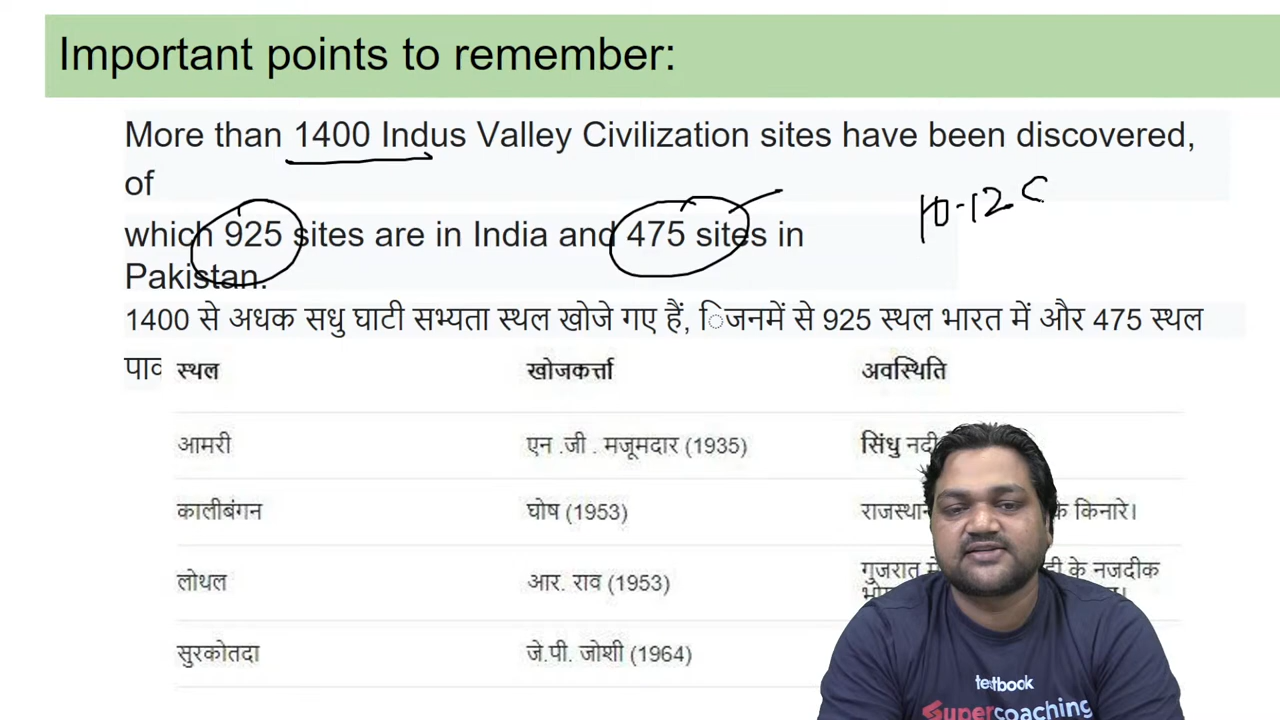 Important points to remember:
More than 1400 Indus Valley Civilization sites have been discovered,
of
which 925 sites are in India and 475 sites in
Pakistan.
10-12 C
1400 से अधक सधु घाटी सभ्यता स्थल खोजे गए हैं, िजनमें से 925 स्थल भारत में और 475 स्थल
स्थल खोजकर्त्ता अवस्थिति
आमरी एन .जी . मजूमदार (1935) सिंधु नदी
कालीबंगन घोष (1953) के किनारे।
लोथल आर. राव (1953) गुजरात में के नजदीक
सुरकोतदा जे.पी. जोशी (1964)
testbook
Supercoaching